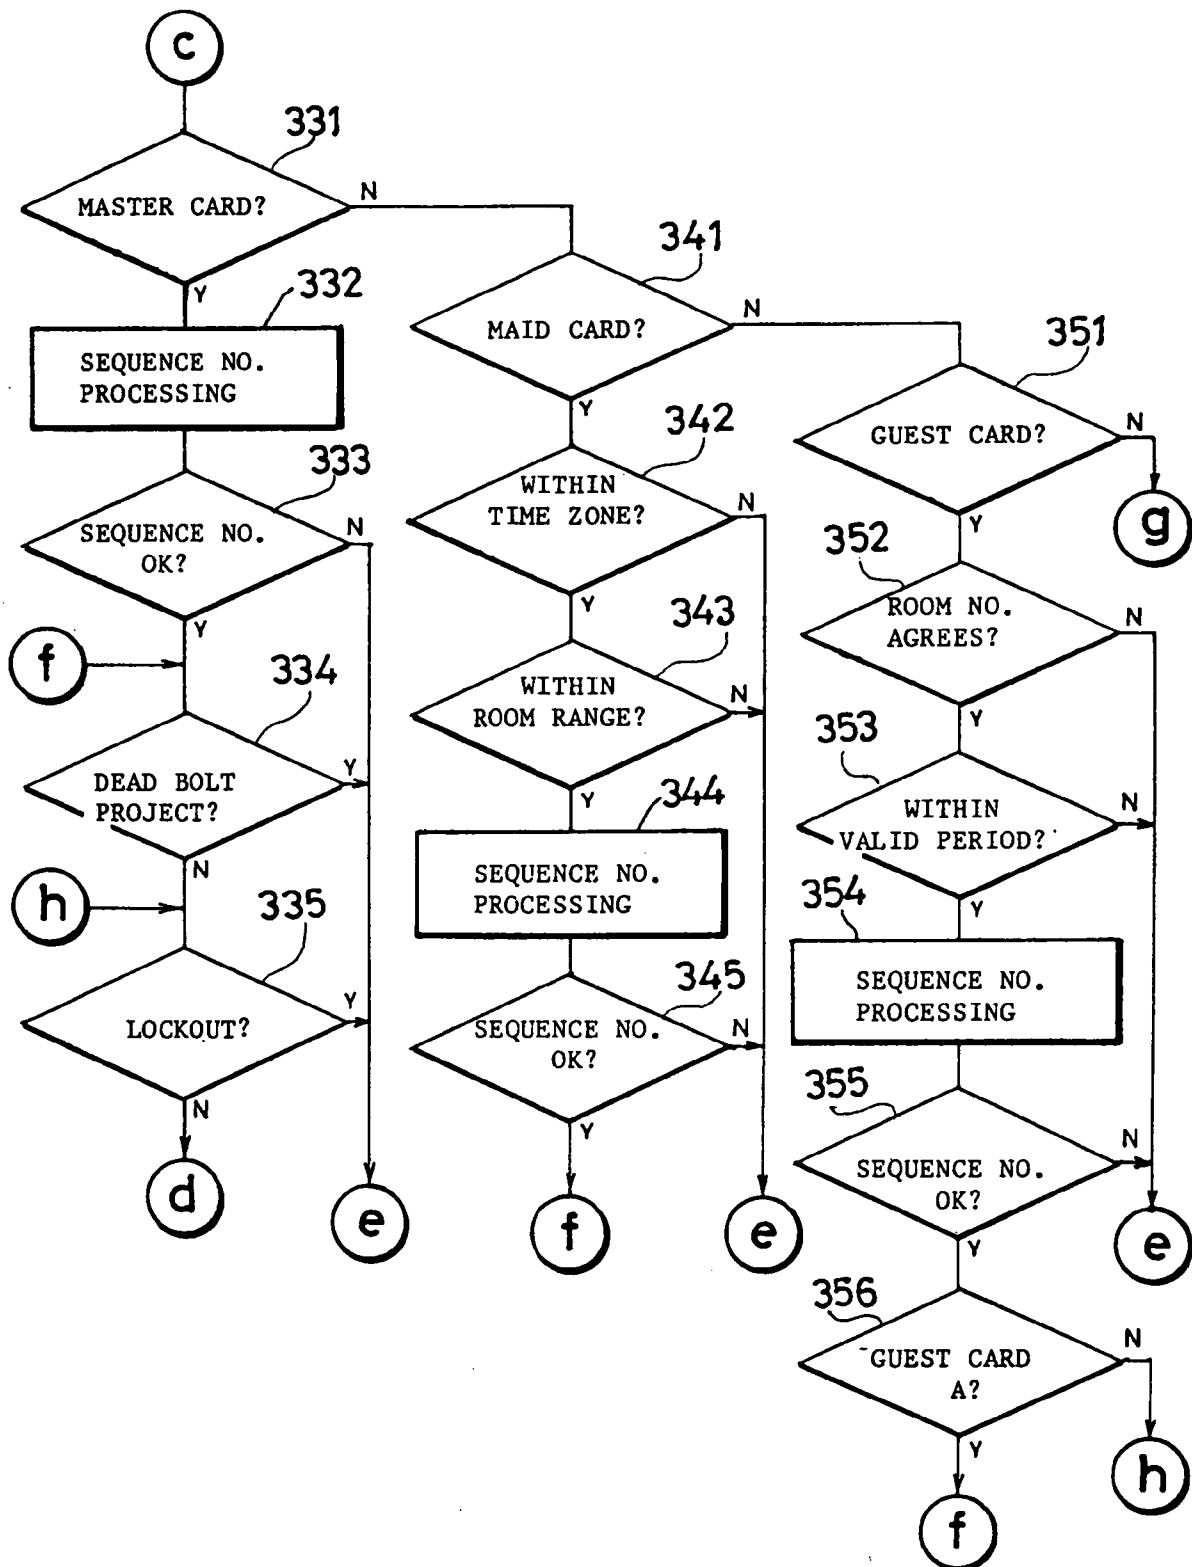 c
331
MASTER CARD?
N
Y
332
SEQUENCE NO.
PROCESSING
333
SEQUENCE NO.
OK?
N
Y
f
334
DEAD BOLT
PROJECT?
Y
N
h
335
LOCKOUT?
Y
N
d
e
341
MAID CARD?
N
Y
342
WITHIN
TIME ZONE?
N
Y
343
WITHIN
ROOM RANGE?
N
Y
344
SEQUENCE NO.
PROCESSING
345
SEQUENCE NO.
OK?
N
Y
f
e
351
GUEST CARD?
N
Y
g
352
ROOM NO.
AGREES?
N
Y
353
WITHIN
VALID PERIOD?
N
Y
354
SEQUENCE NO.
PROCESSING
355
SEQUENCE NO.
OK?
N
Y
e
356
GUEST CARD
A?
N
Y
h
f